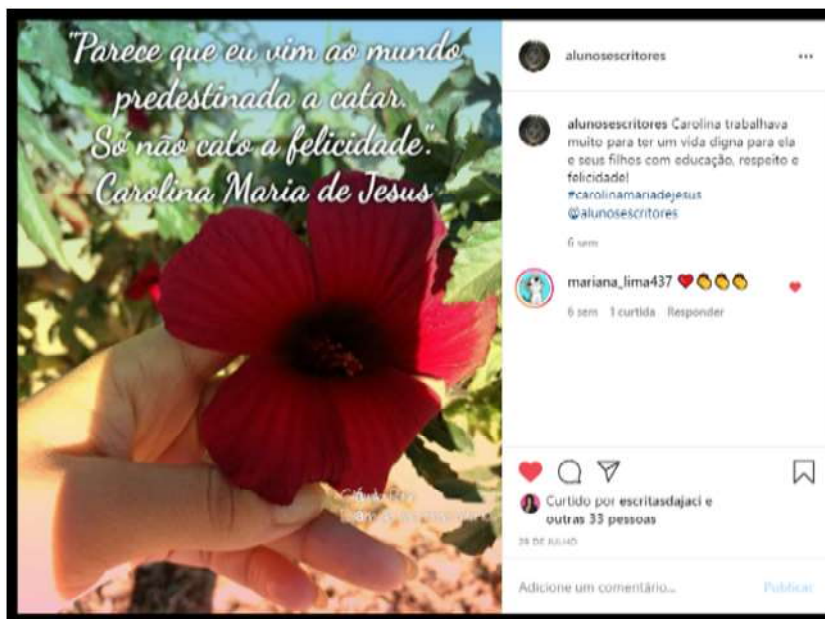 "Parece que eu vim ao mundo
predestinada a catar.
Só não cato a felicidade".
Carolina Maria de Jesus
alunosescritores
alunosescritores Carolina trabalhava
muito para ter um vida digna para ela
e seus filhos com educação, respeito e
felicidade!
#carolinamariadejesus
@alunosescritores
6 sem
mariana_lima437
6 sem 1 curtida Responder
Curtido por escritasdajaci e
outras 33 pessoas
29 DE JULHO
Adicione um comentário...
Publicar